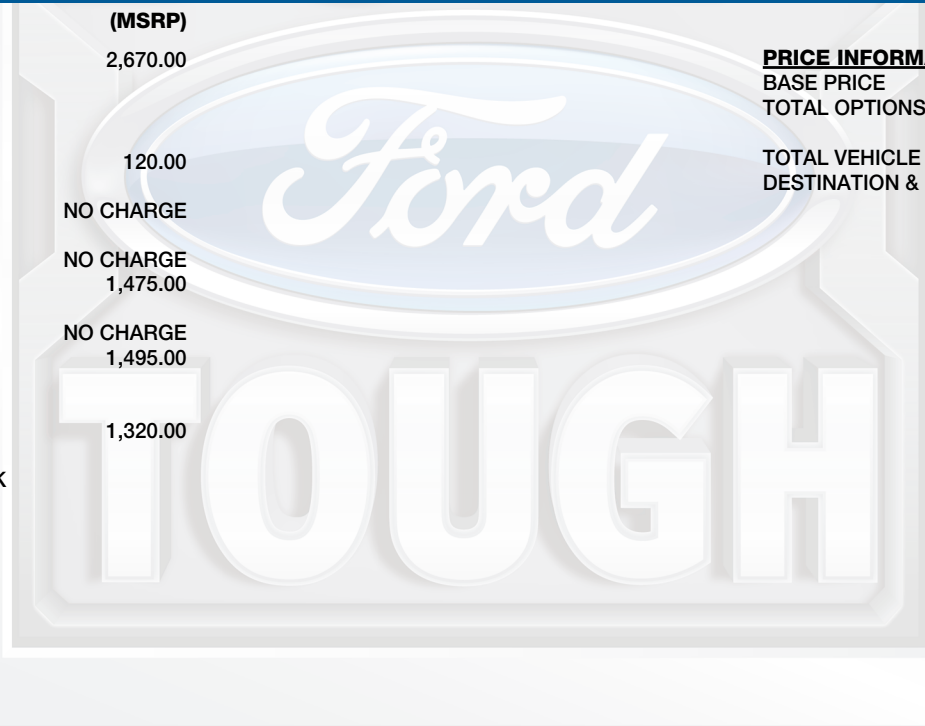 (MSRP)
2,670.00
120.00
NO CHARGE
NO CHARGE
1,475.00
NO CHARGE
1,495.00
1,320.00
K
PRICE INFORMA
BASE PRICE
TOTAL OPTIONS
TOTAL VEHICLE
DESTINATION &
Ford
TOUGH